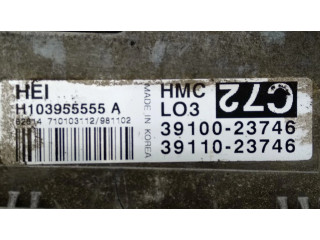 HEI
H103955555 A
710103112/981102
MADE IN KOREA
HMC
LO3
C72
39100-23746
39110-23746